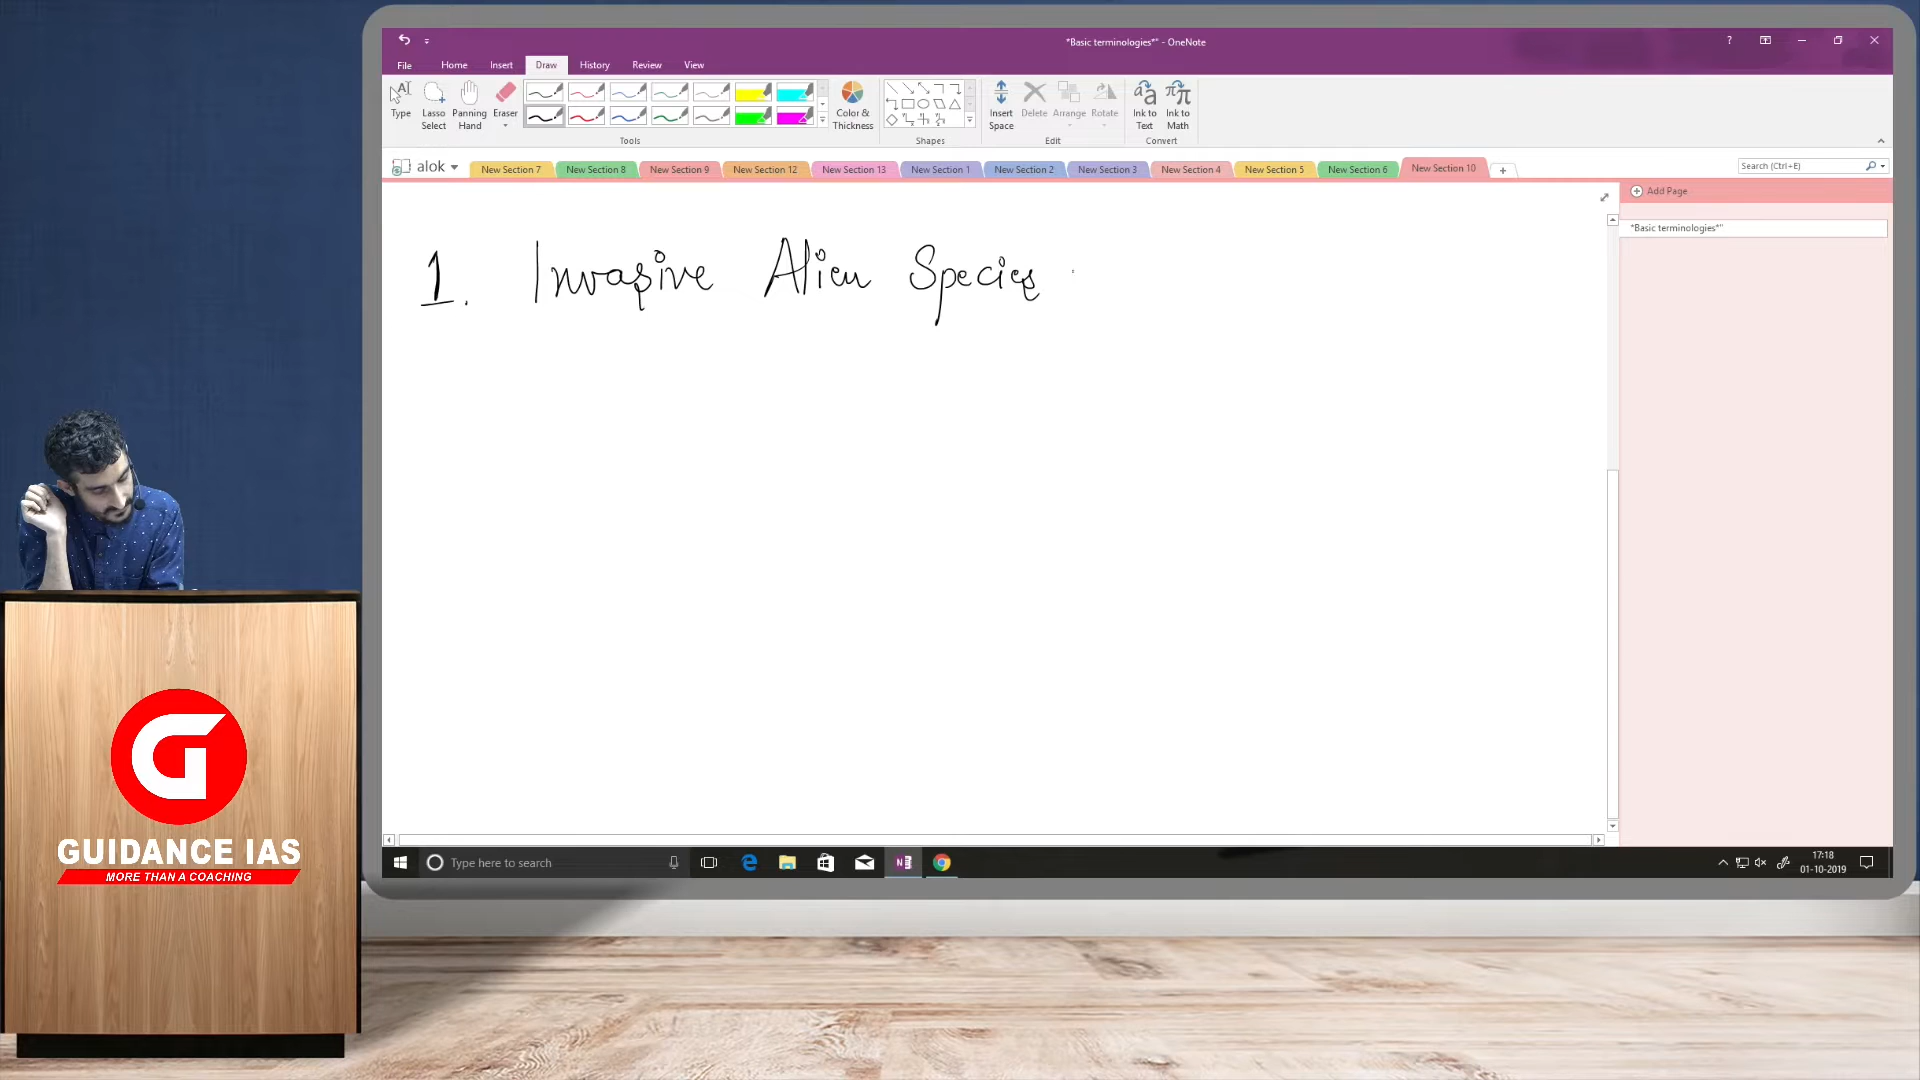 *Basic terminologies*" - OneNote
File
Home
Insert
Draw
History
Review
View
Type
Lasso Select
Panning Hand
Eraser
Color & Thickness
Insert Space
Delete
Arrange
Rotate
Ink to Text
Ink to Math
Tools
Shapes
Edit
Convert
alok
New Section 7
New Section 8
New Section 9
New Section 12
New Section 13
New Section 1
New Section 2
New Section 3
New Section 4
New Section 5
New Section 6
New Section 10
Search (Ctrl+E)
Add Page
*Basic terminologies*"
1. Invasive Alien Species
GUIDANCE IAS
MORE THAN A COACHING
Type here to search
17:18
01-10-2019